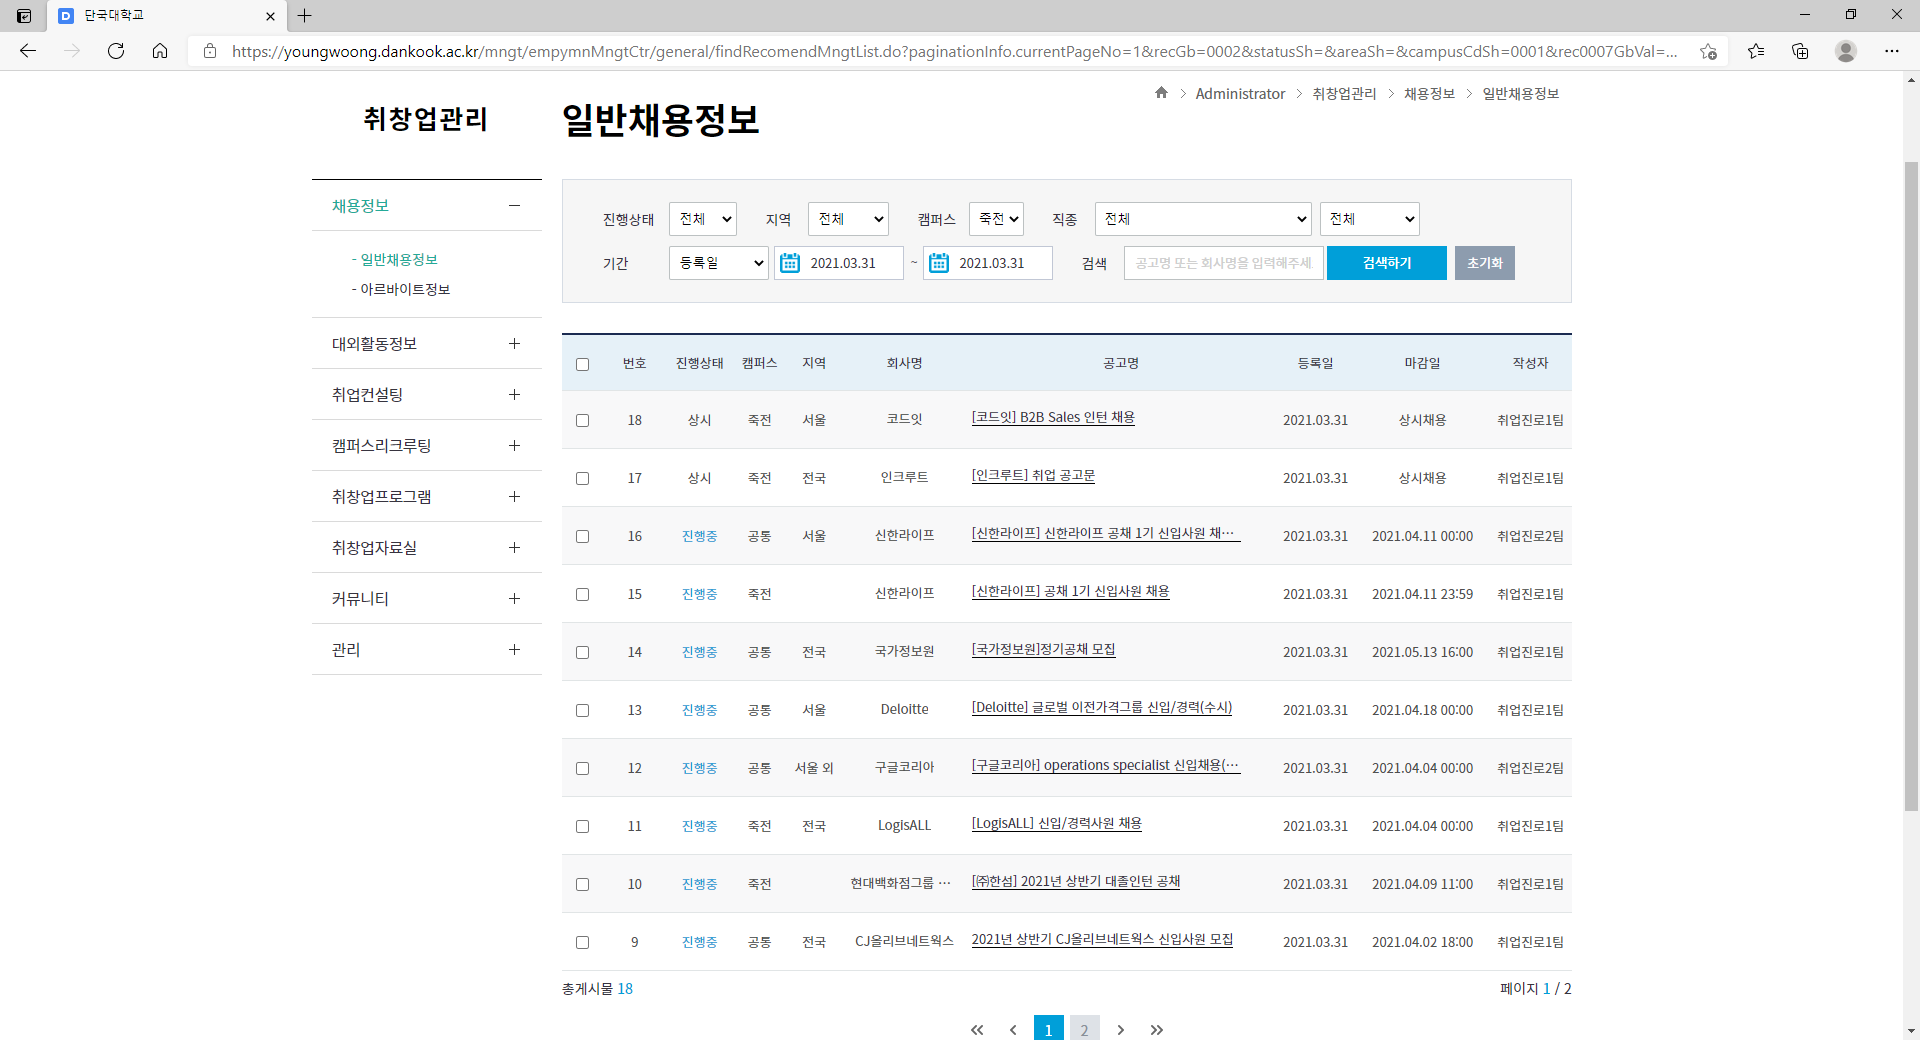 단국대학교
https://youngwoong.dankook.ac.kr/mngt/empymnMngtCtr/general/findRecomendMngtList.do?paginationInfo.currentPageNo=1&recGb=0002&statusSh=&areaSh=&campusCdSh=0001&rec0007GbVal=...
Administrator 취창업관리 채용정보 일반채용정보
취창업관리
일반채용정보
채용정보
- 일반채용정보
- 아르바이트정보
대외활동정보
취업컨설팅
캠퍼스리크루팅
취창업프로그램
취창업자료실
커뮤니티
관리
진행상태 전체 지역 전체 캠퍼스 죽전 직종 전체 전체
기간 등록일 2021.03.31 ~ 2021.03.31 검색 공고명 또는 회사명을 입력해주세. 검색하기 초기화
번호 진행상태 캠퍼스 지역 회사명 공고명 등록일 마감일 작성자
18 상시 죽전 서울 코드잇 [코드잇] B2B Sales 인턴 채용 2021.03.31 상시채용 취업진로1팀
17 상시 죽전 전국 인크루트 [인크루트] 취업 공고문 2021.03.31 상시채용 취업진로1팀
16 진행중 공통 서울 신한라이프 [신한라이프] 신한라이프 공채 1기 신입사원 채… 2021.03.31 2021.04.11 00:00 취업진로2팀
15 진행중 죽전 신한라이프 [신한라이프] 공채 1기 신입사원 채용 2021.03.31 2021.04.11 23:59 취업진로1팀
14 진행중 공통 전국 국가정보원 [국가정보원]정기공채 모집 2021.03.31 2021.05.13 16:00 취업진로1팀
13 진행중 공통 서울 Deloitte [Deloitte] 글로벌 이전가격그룹 신입/경력(수시) 2021.03.31 2021.04.18 00:00 취업진로1팀
12 진행중 공통 서울 외 구글코리아 [구글코리아] operations specialist 신입채용(… 2021.03.31 2021.04.04 00:00 취업진로2팀
11 진행중 죽전 전국 LogisALL [LogisALL] 신입/경력사원 채용 2021.03.31 2021.04.04 00:00 취업진로1팀
10 진행중 죽전 현대백화점그룹 … [㈜한섬] 2021년 상반기 대졸인턴 공채 2021.03.31 2021.04.09 11:00 취업진로1팀
9 진행중 공통 전국 CJ올리브네트웍스 2021년 상반기 CJ올리브네트웍스 신입사원 모집 2021.03.31 2021.04.02 18:00 취업진로1팀
총게시물 18 페이지 1 / 2
1 2